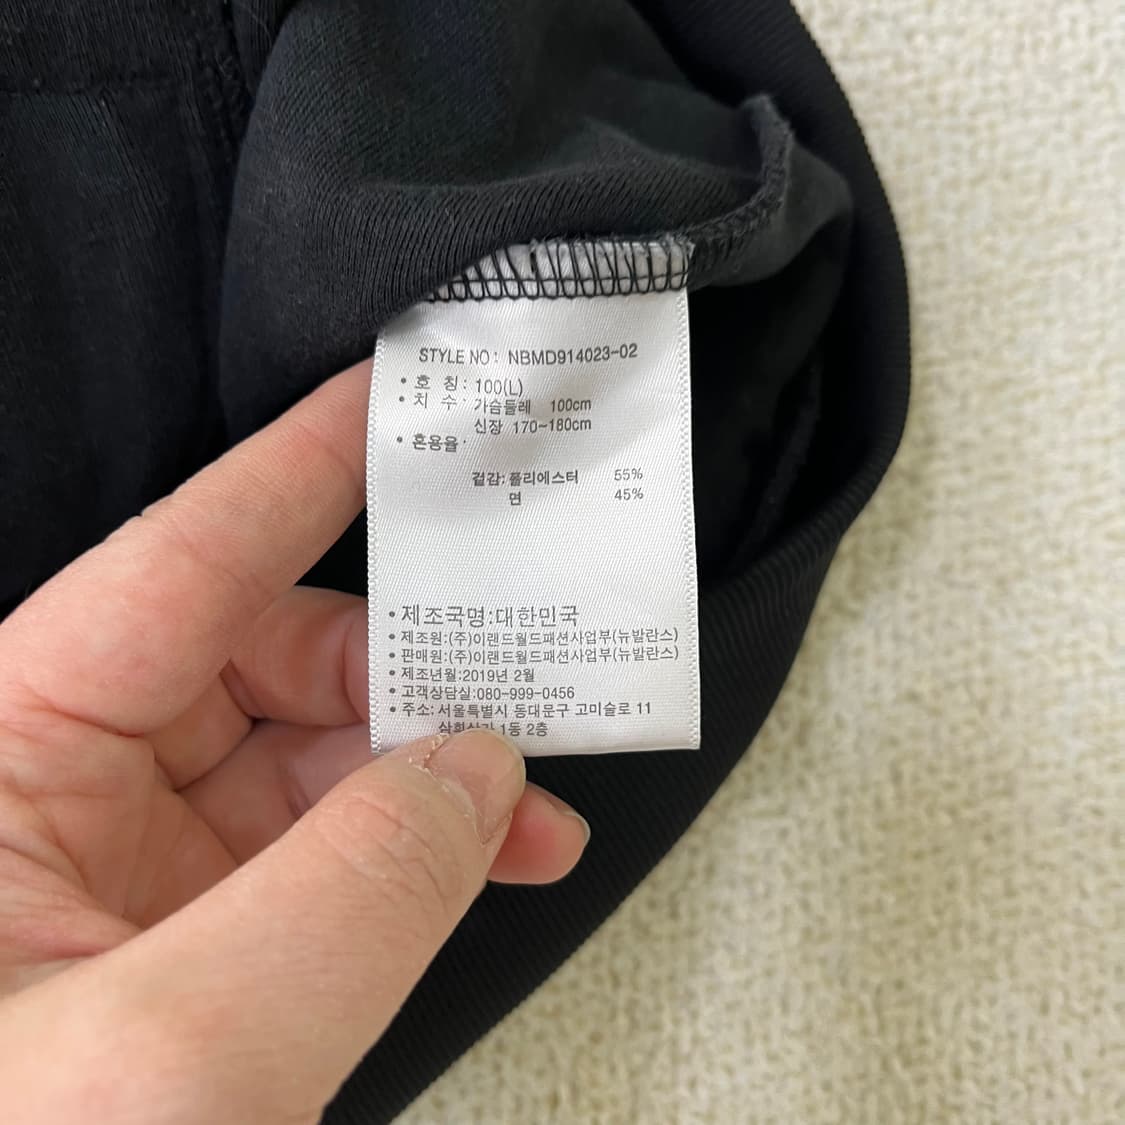 STYLE NO : NBMD914023-02
• 호 칭 : 100(L)
• 치 수 : 가슴둘레 100cm
신장 170~180cm
• 혼용율 :
겉감: 폴리에스터 55%
면 45%
• 제조국명:대한민국
• 제조원:(주)이랜드월드패션사업부(뉴발란스)
• 판매원:(주)이랜드월드패션사업부(뉴발란스)
• 제조년월:2019년 2월
• 고객상담실:080-999-0456
• 주소: 서울특별시 동대문구 고미술로 11
1동 2층